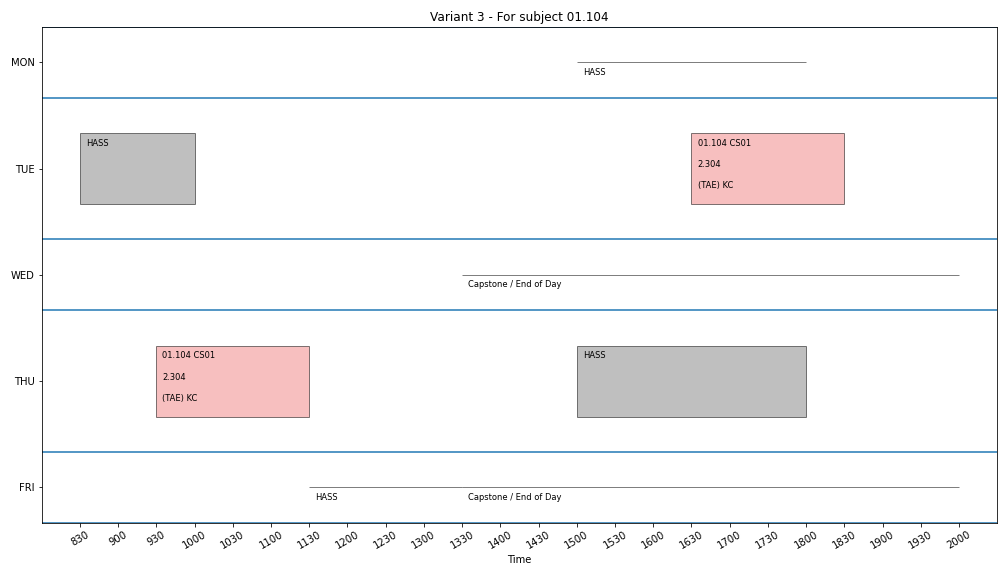 Variant 3 - For subject 01.104
MON
HASS
TUE
HASS
01.104 CS01
2.304
(TAE) KC
WED
Capstone / End of Day
THU
01.104 CS01
2.304
(TAE) KC
HASS
FRI
HASS
Capstone / End of Day
830 900 930 1000 1030 1100 1130 1200 1230 1300 1330 1400 1430 1500 1530 1600 1630 1700 1730 1800 1830 1900 1930 2000
Time